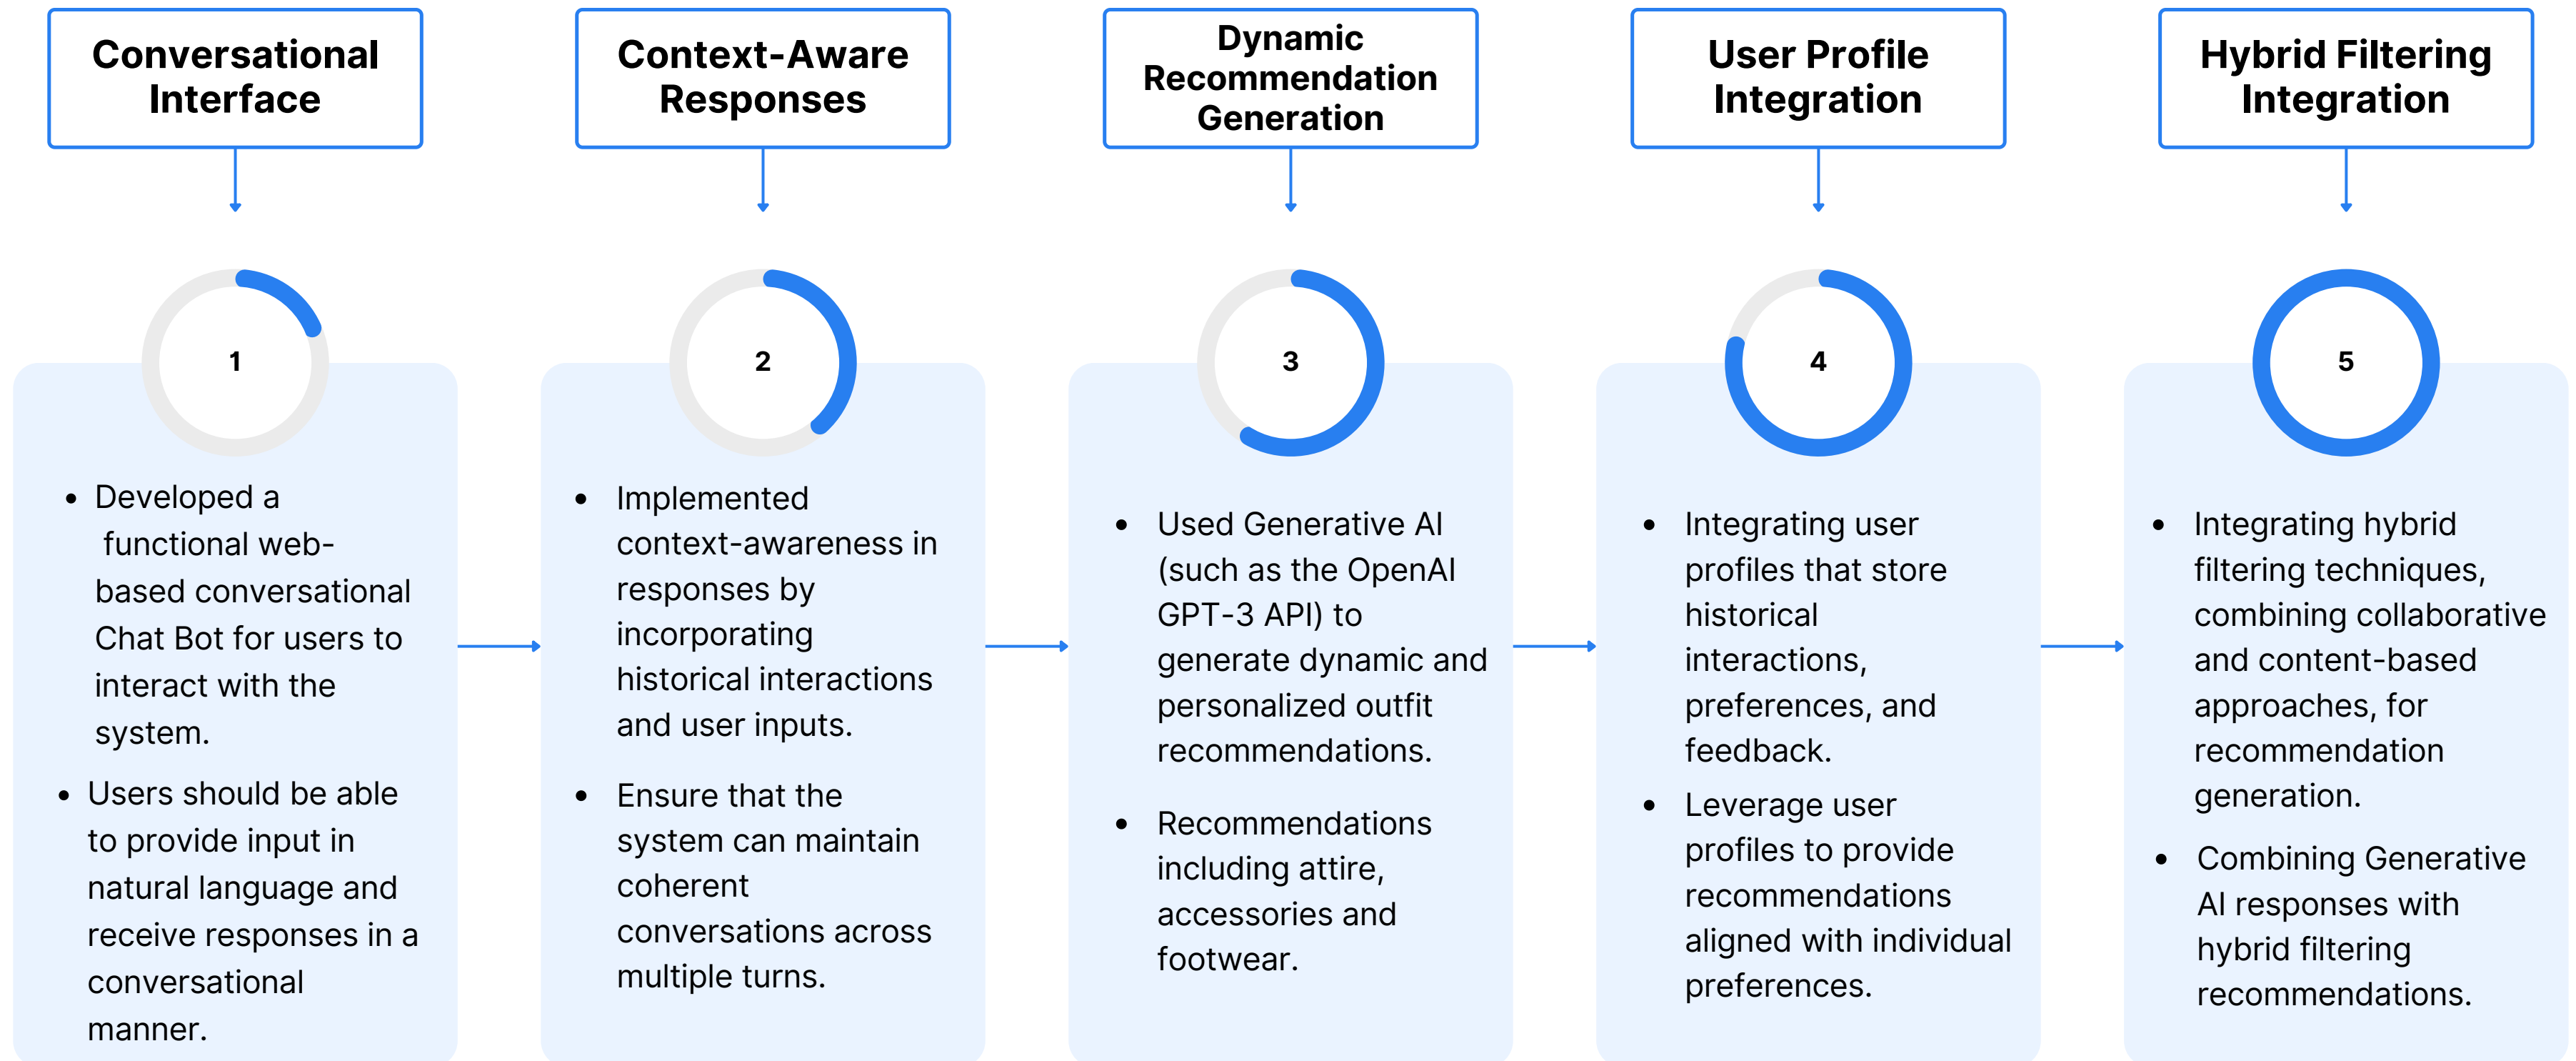 Conversational
Interface
Context-Aware
Responses
Dynamic
Recommendation
Generation
User Profile
Integration
Hybrid Filtering
Integration
1
2
3
4
5
• Developed a
functional web-
based conversational
Chat Bot for users to
interact with the
system.
• Users should be able
to provide input in
natural language and
receive responses in a
conversational
manner.
• Implemented
context-awareness in
responses by
incorporating
historical interactions
and user inputs.
• Ensure that the
system can maintain
coherent
conversations across
multiple turns.
• Used Generative AI
(such as the OpenAI
GPT-3 API) to
generate dynamic and
personalized outfit
recommendations.
• Recommendations
including attire,
accessories and
footwear.
• Integrating user
profiles that store
historical
interactions,
preferences, and
feedback.
• Leverage user
profiles to provide
recommendations
aligned with individual
preferences.
• Integrating hybrid
filtering techniques,
combining collaborative
and content-based
approaches, for
recommendation
generation.
• Combining Generative
AI responses with
hybrid filtering
recommendations.